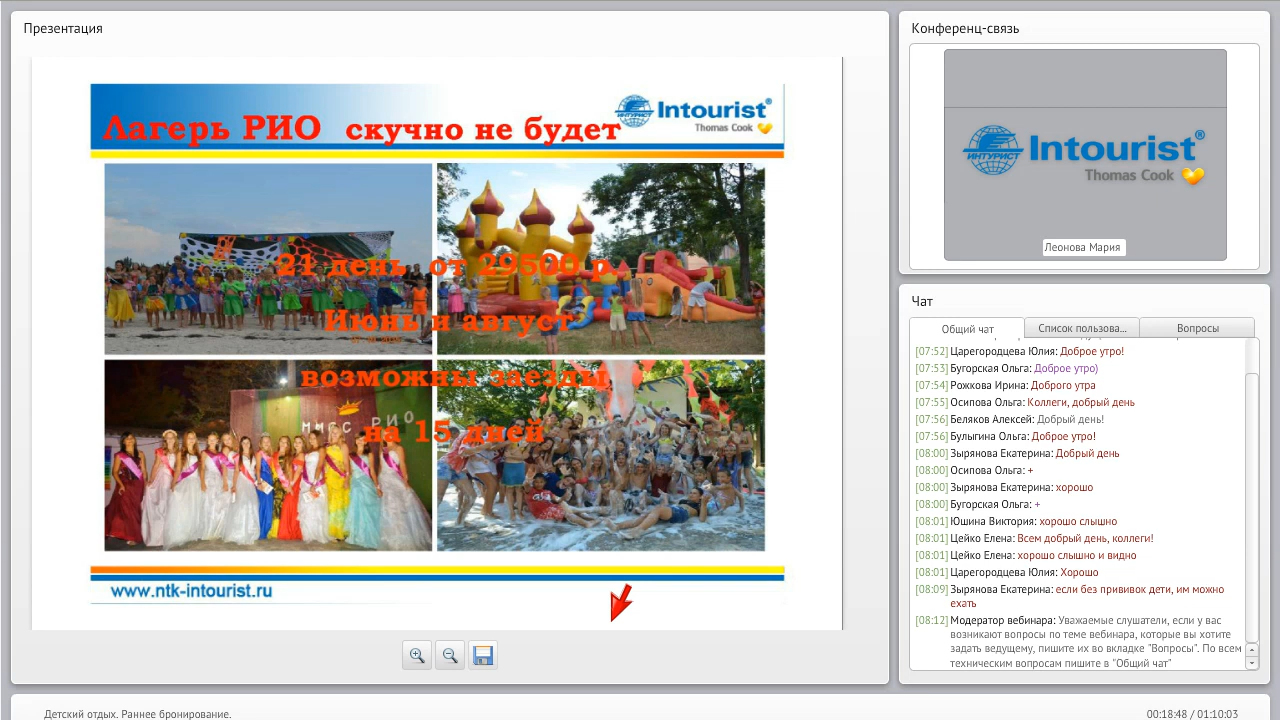 Презентация
Лагерь РИО скучно не будет
Intourist®
Thomas Cook
21 день от 29500 р.
Июнь и август
возможны заезды
на 15 дней
МИСС РИО
www.ntk-intourist.ru
Конференц-связь
ИНТУРИСТ
Intourist®
Thomas Cook
Леонова Мария
Чат
Общий чат
Список пользова...
Вопросы
[07:52] Царегородцева Юлия: Доброе утро!
[07:53] Бугорская Ольга: Доброе утро)
[07:54] Рожкова Ирина: Доброго утра
[07:55] Осипова Ольга: Коллеги, добрый день
[07:56] Беляков Алексей: Добрый день!
[07:56] Булыгина Ольга: Доброе утро!
[08:00] Зырянова Екатерина: Добрый день
[08:00] Осипова Ольга: +
[08:00] Зырянова Екатерина: хорошо
[08:00] Бугорская Ольга: +
[08:01] Юшина Виктория: хорошо слышно
[08:01] Цейко Елена: Всем добрый день, коллеги!
[08:01] Цейко Елена: хорошо слышно и видно
[08:01] Царегородцева Юлия: Хорошо
[08:09] Зырянова Екатерина: если без прививок дети, им можно
ехать
[08:12] Модератор вебинара: Уважаемые слушатели, если у вас
возникают вопросы по теме вебинара, которые вы хотите
задать ведущему, пишите их во вкладке "Вопросы". По всем
техническим вопросам пишите в "Общий чат"
Детский отдых. Раннее бронирование.
00:18:48 / 01:10:03